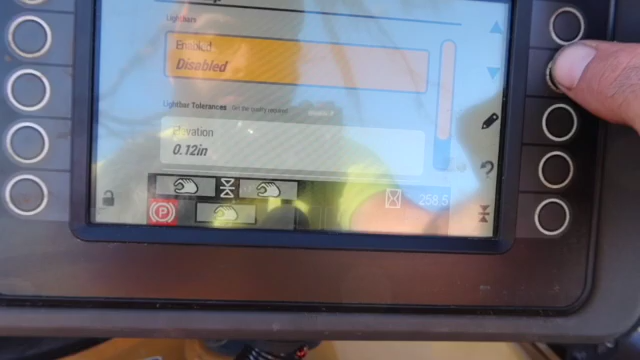 Lightbars
Enabled
Disabled
Lightbar Tolerances
Elevation
0.12in
P
258.5